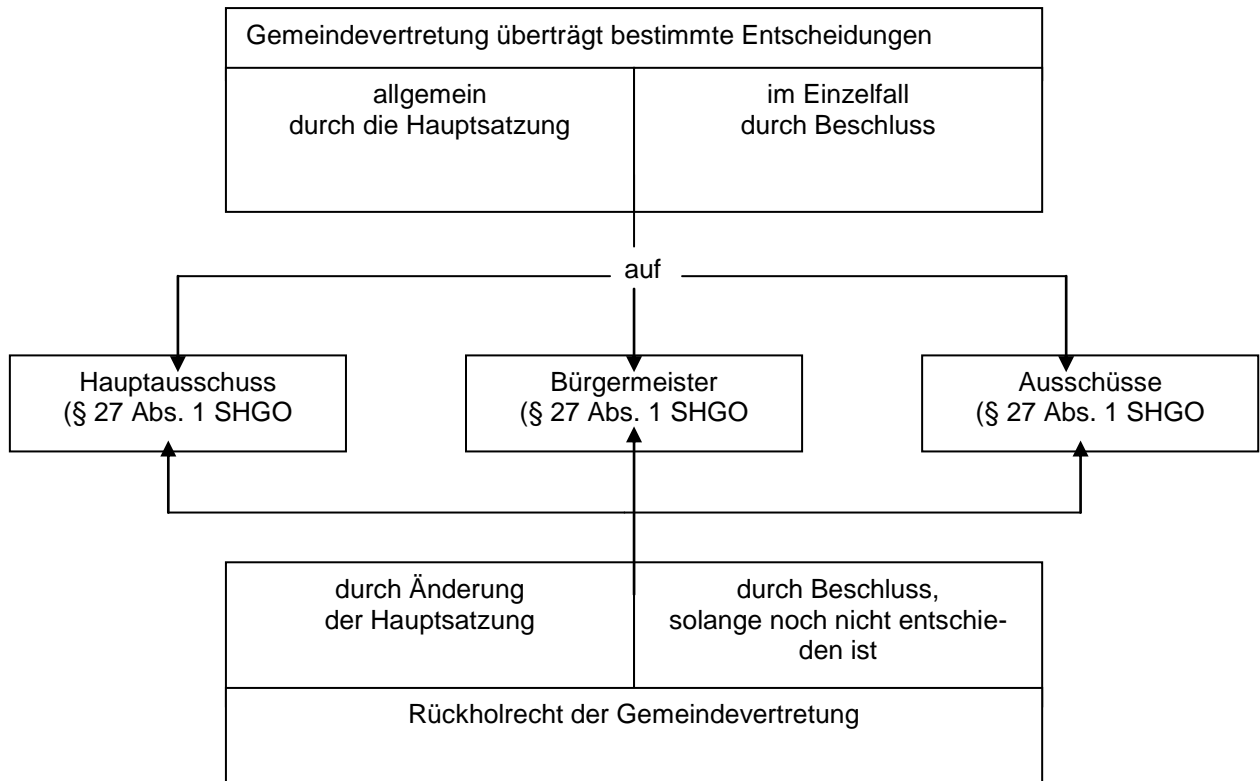 Gemeindevertretung überträgt bestimmte Entscheidungen
allgemein
durch die Hauptsatzung
im Einzelfall
durch Beschluss
auf
Hauptausschuss
(§ 27 Abs. 1 SHGO
Bürgermeister
(§ 27 Abs. 1 SHGO
Ausschüsse
(§ 27 Abs. 1 SHGO
durch Änderung
der Hauptsatzung
durch Beschluss,
solange noch nicht entschie-
den ist
Rückholrecht der Gemeindevertretung